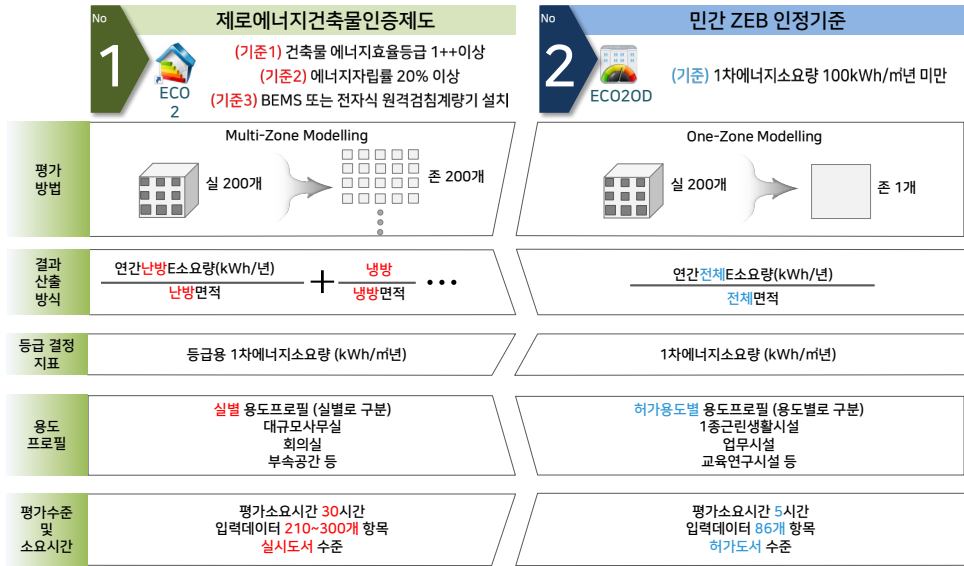 No
1
ECO
2
제로에너지건축물인증제도
(기준1) 건축물 에너지효율등급 1++이상
(기준2) 에너지자립률 20% 이상
(기준3) BEMS 또는 전자식 원격검침계량기 설치
No
2
ECO2OD
민간 ZEB 인정기준
(기준) 1차에너지소요량 100kWh/㎡년 미만
평가
방법
Multi-Zone Modelling
실 200개
존 200개
One-Zone Modelling
실 200개
존 1개
결과
산출
방식
연간난방E소요량(kWh/년)
난방면적
+
냉방
냉방면적
•••
연간전체E소요량(kWh/년)
전체면적
등급 결정
지표
등급용 1차에너지소요량 (kWh/㎡년)
1차에너지소요량 (kWh/㎡년)
용도
프로필
실별 용도프로필 (실별로 구분)
대규모사무실
회의실
부속공간 등
허가용도별 용도프로필 (용도별로 구분)
1종근린생활시설
업무시설
교육연구시설 등
평가수준
및
소요시간
평가소요시간 30시간
입력데이터 210~300개 항목
실시도서 수준
평가소요시간 5시간
입력데이터 86개 항목
허가도서 수준